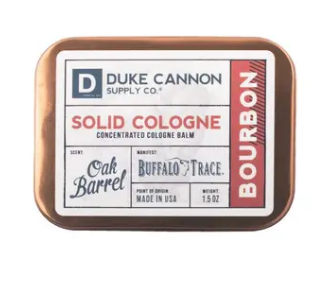 D DUKE CANNON
SUPPLY CO.®
SOLID COLOGNE
CONCENTRATED COLOGNE BALM
SCENT:
Oak
Barrel
MANIFEST:
BUFFALO TRACE.
POINT OF ORIGIN
MADE IN USA
WEIGHT:
1.5 OZ
BOURBON